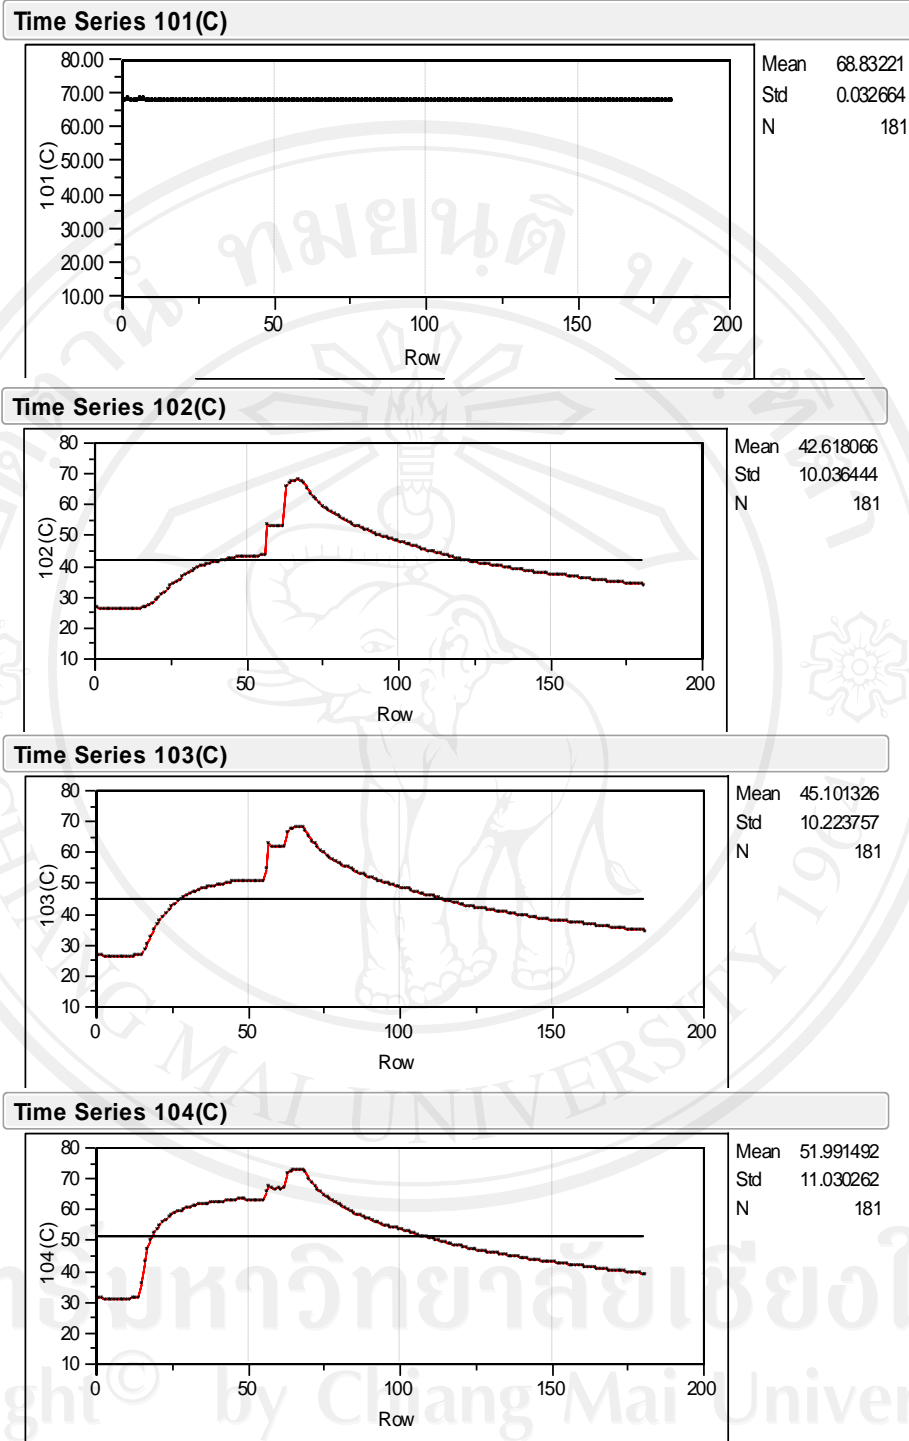 Time Series 101(C)
80.00
70.00
60.00
50.00
40.00
30.00
20.00
10.00
101 (C)
0 50 100 150 200
Row
Mean 68.83221
Std 0.032664
N 181
Time Series 102(C)
80
70
60
50
40
30
20
10
102 (C)
0 50 100 150 200
Row
Mean 42.618066
Std 10.036444
N 181
Time Series 103(C)
80
70
60
50
40
30
20
10
103 (C)
0 50 100 150 200
Row
Mean 45.101326
Std 10.223757
N 181
Time Series 104(C)
80
70
60
50
40
30
20
10
104 (C)
0 50 100 150 200
Row
Mean 51.991492
Std 11.030262
N 181
CHIANG MAI UNIVERSITY 1964
by Chiang Mai